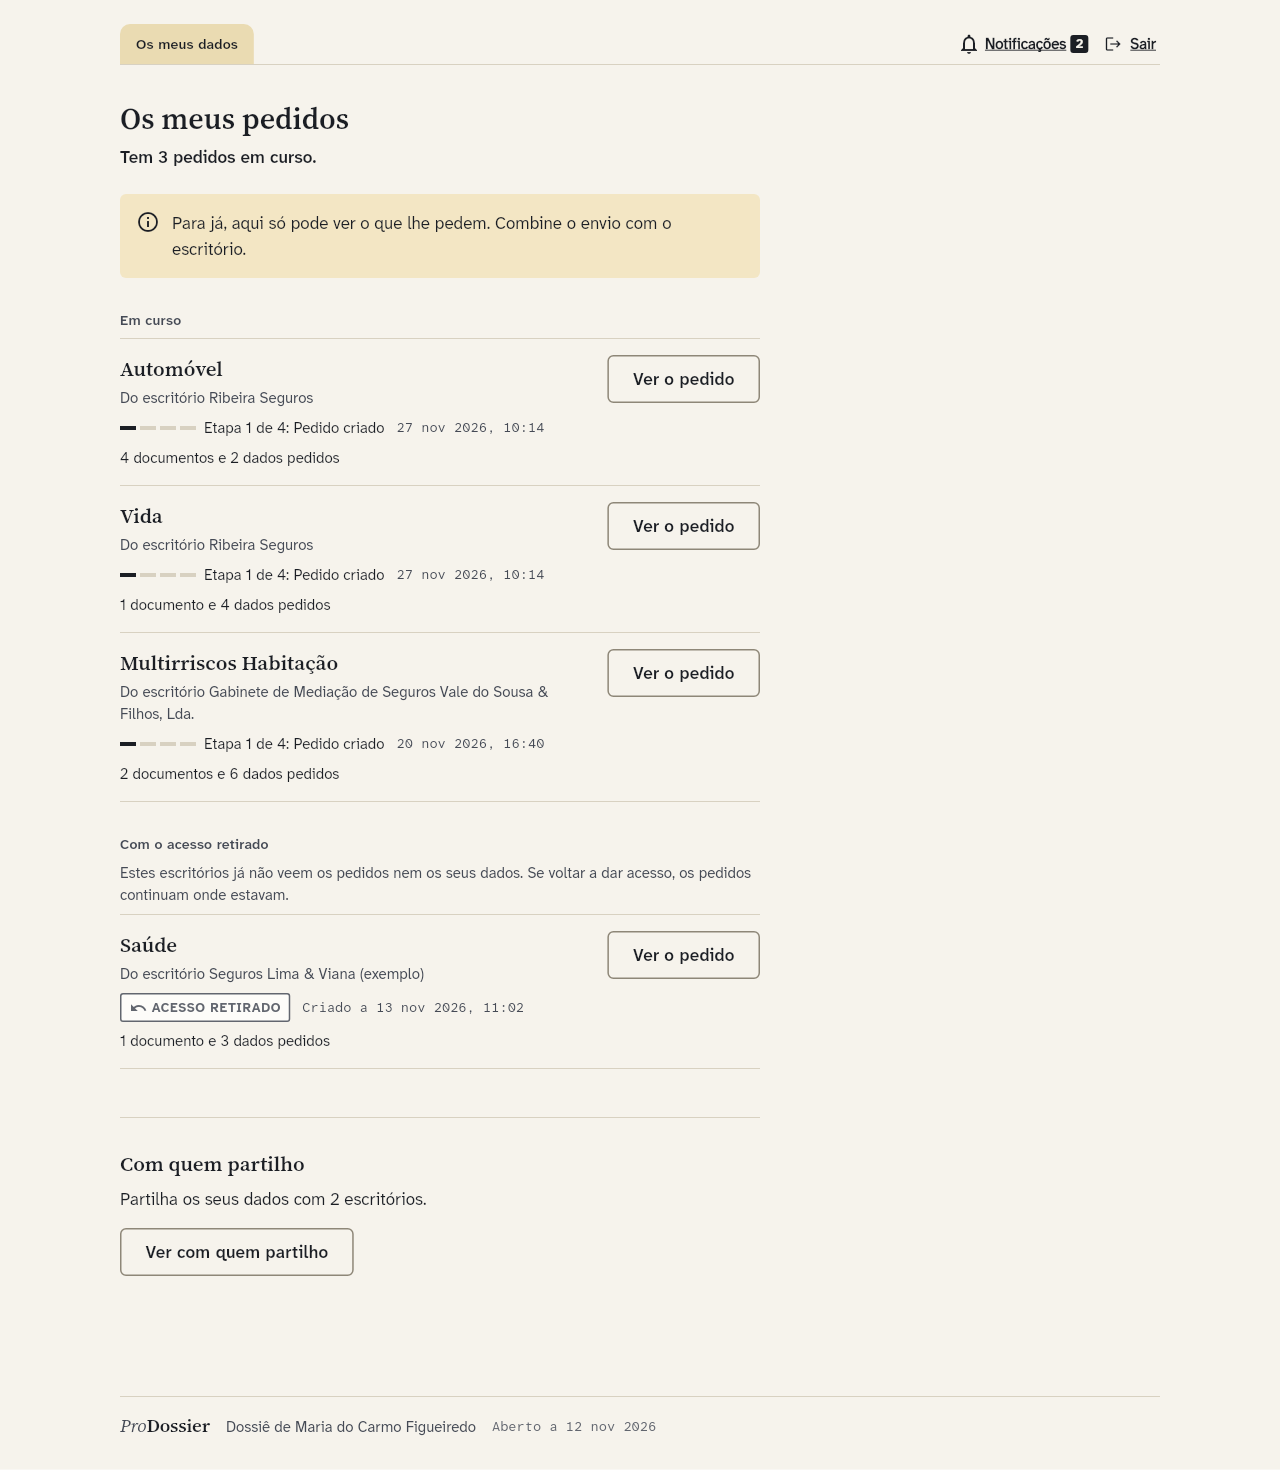 Os meus dados
Notificações 2
Sair
Os meus pedidos
Tem 3 pedidos em curso.
Para já, aqui só pode ver o que lhe pedem. Combine o envio com o
escritório.
Em curso
Automóvel
Ver o pedido
Do escritório Ribeira Seguros
Etapa 1 de 4: Pedido criado 27 nov 2026, 10:14
4 documentos e 2 dados pedidos
Vida
Ver o pedido
Do escritório Ribeira Seguros
Etapa 1 de 4: Pedido criado 27 nov 2026, 10:14
1 documento e 4 dados pedidos
Multirriscos Habitação
Ver o pedido
Do escritório Gabinete de Mediação de Seguros Vale do Sousa &
Filhos, Lda.
Etapa 1 de 4: Pedido criado 20 nov 2026, 16:40
2 documentos e 6 dados pedidos
Com o acesso retirado
Estes escritórios já não veem os pedidos nem os seus dados. Se voltar a dar acesso, os pedidos
continuam onde estavam.
Saúde
Ver o pedido
Do escritório Seguros Lima & Viana (exemplo)
ACESSO RETIRADO Criado a 13 nov 2026, 11:02
1 documento e 3 dados pedidos
Com quem partilho
Partilha os seus dados com 2 escritórios.
Ver com quem partilho
ProDossier Dossiê de Maria do Carmo Figueiredo Aberto a 12 nov 2026